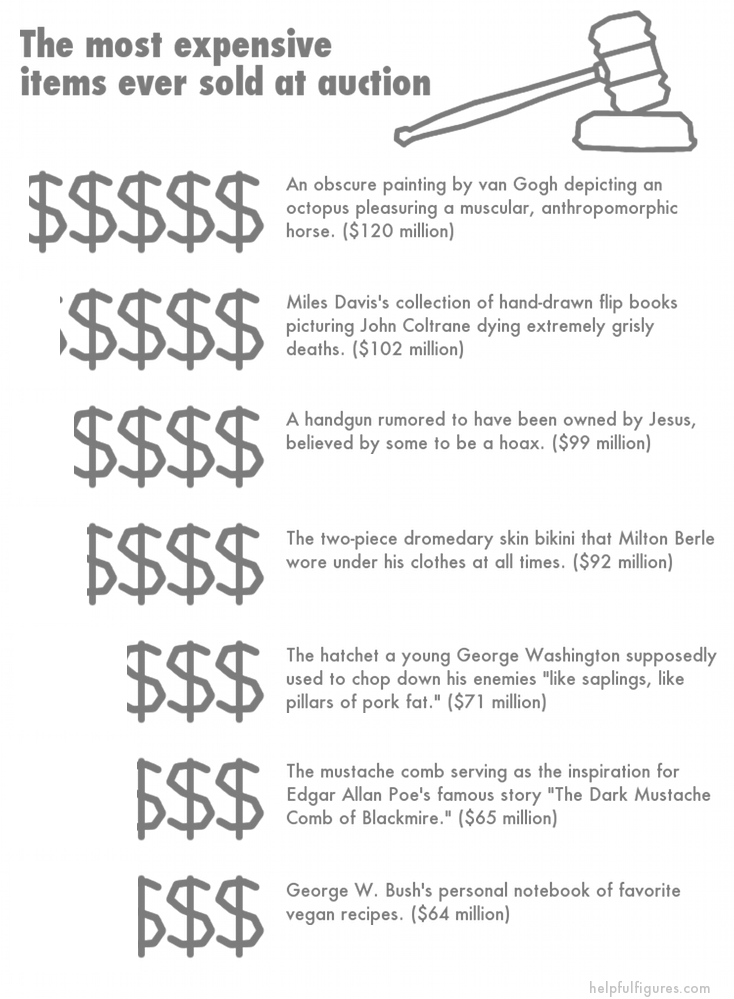 The most expensive
items ever sold at auction
An obscure painting by van Gogh depicting an
octopus pleasuring a muscular, anthropomorphic
horse. ($120 million)
Miles Davis's collection of hand-drawn flip books
picturing John Coltrane dying extremely grisly
deaths. ($102 million)
A handgun rumored to have been owned by Jesus,
believed by some to be a hoax. ($99 million)
The two-piece dromedary skin bikini that Milton Berle
wore under his clothes at all times. ($92 million)
The hatchet a young George Washington supposedly
used to chop down his enemies "like saplings, like
pillars of pork fat." ($71 million)
The mustache comb serving as the inspiration for
Edgar Allan Poe's famous story "The Dark Mustache
Comb of Blackmire." ($65 million)
George W. Bush's personal notebook of favorite
vegan recipes. ($64 million)
helpfulfigures.com